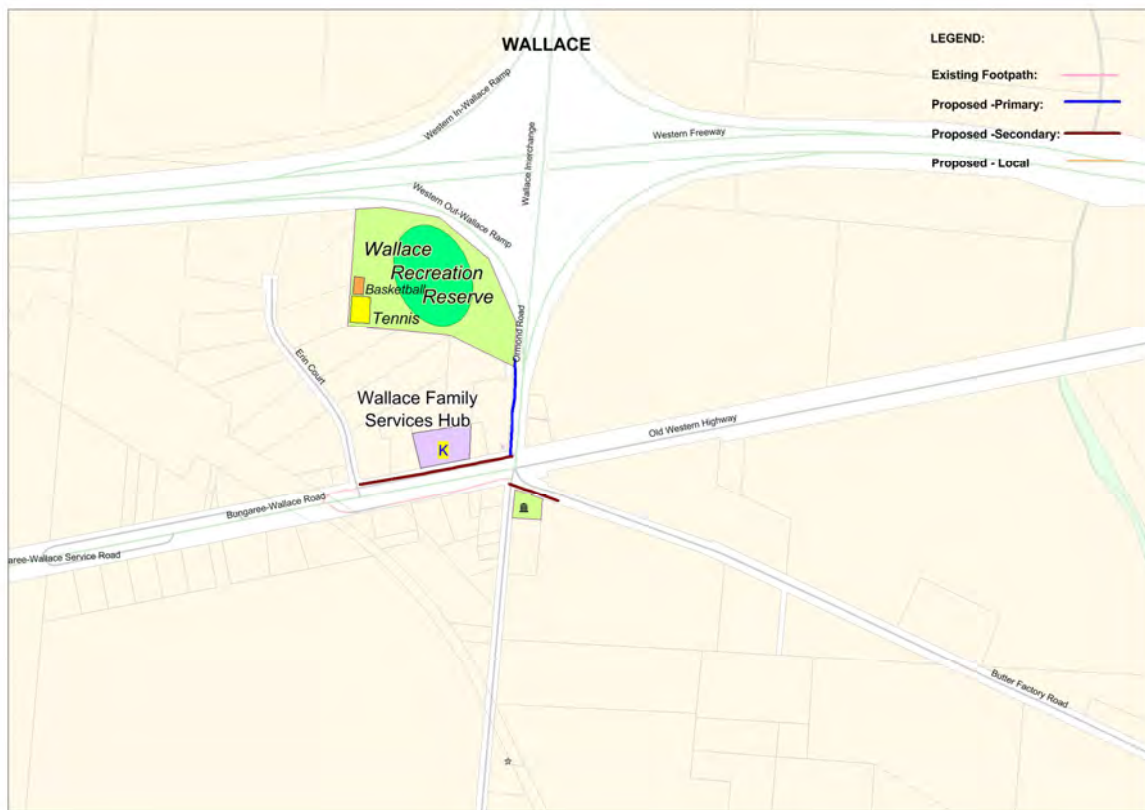 WALLACE
LEGEND:
Existing Footpath:
Proposed -Primary:
Proposed -Secondary:
Proposed - Local
Western In-Wallace Ramp
Wallace Interchange
Western Freeway
Western Out-Wallace Ramp
Wallace
Recreation
Reserve
Basketball
Tennis
Ormond Road
Erin Court
Wallace Family
Services Hub
K
Old Western Highway
Bungaree-Wallace Road
aree-Wallace Service Road
Butter Factory Road